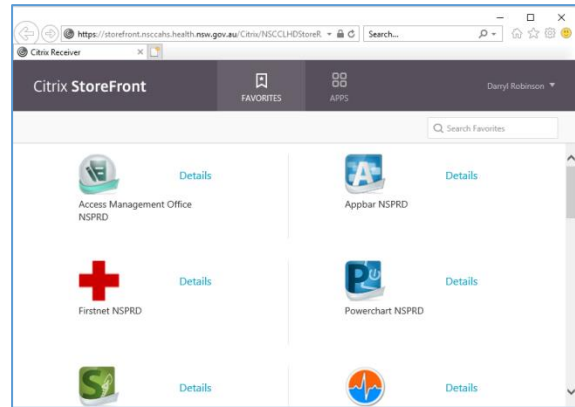 https://storefront.nsccahs.health.nsw.gov.au/Citrix/NSCCLHDStoreR
Search...
Citrix Receiver
Citrix StoreFront
FAVORITES
APPS
Darryl Robinson
Search Favorites
Details
Details
Access Management Office
NSPRD
Appbar NSPRD
Details
Details
Firstnet NSPRD
Powerchart NSPRD
Details
Details